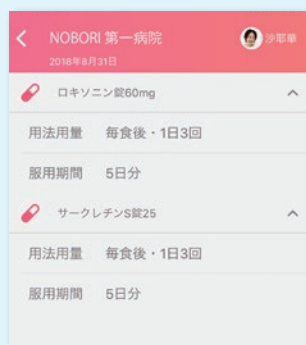 NOBORI 第一病院
沙耶華
2018年8月31日
ロキソニン錠60mg
用法用量 毎食後・1日3回
服用期間 5日分
サークレチンS錠25
用法用量 毎食後・1日3回
服用期間 5日分